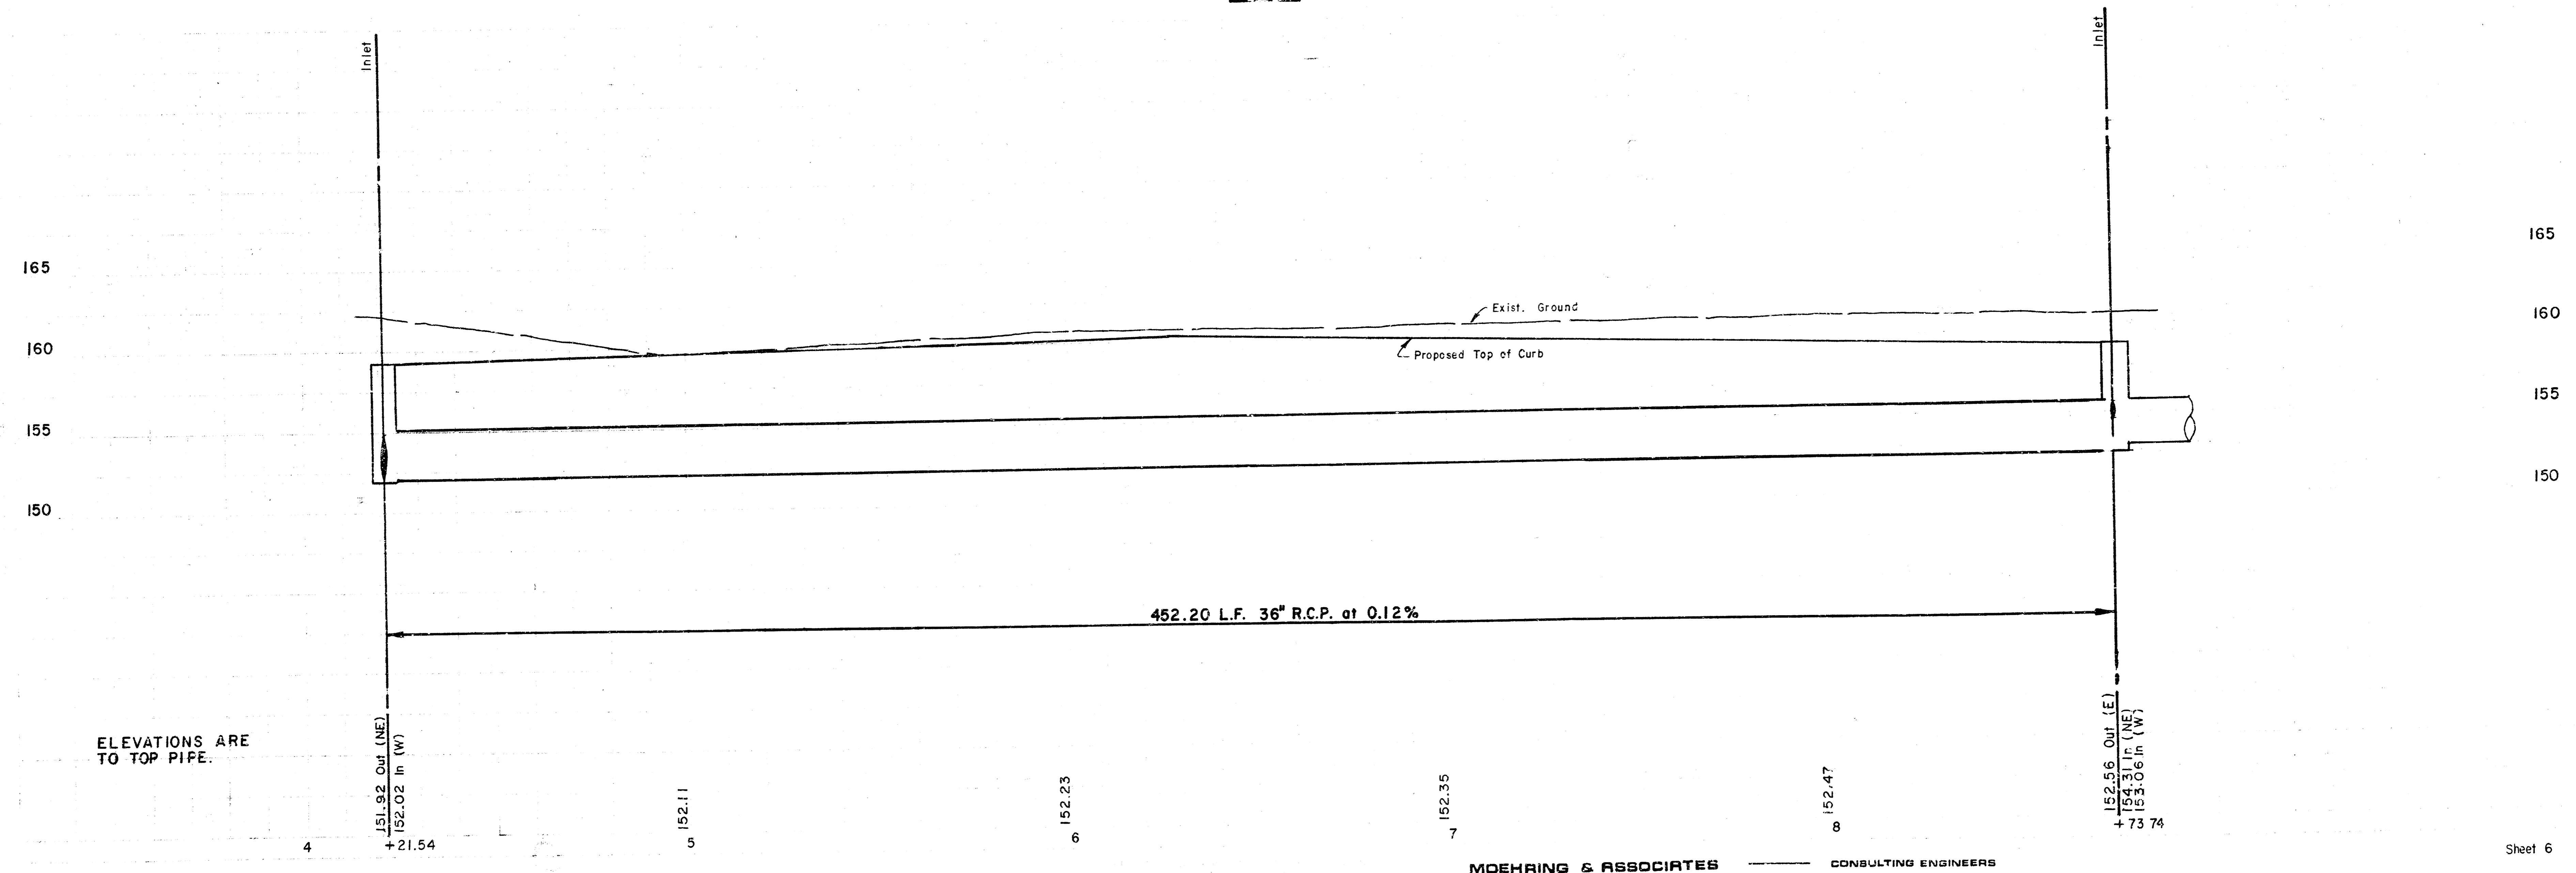 Inlet
Inlet
165
165
Exist. Ground
160
160
Proposed Top of Curb
155
155
150
150
452.20 L.F. 36" R.C.P. at 0.12%
ELEVATIONS ARE
TO TOP PIPE.
151.92 Out (NE)
152.02 In (W)
152.11
152.23
152.35
152.47
152.56 Out (E)
154.31 In (NE)
153.06 In (W)
4
+21.54
5
6
7
8
+73 74
MOEHRING & ASSOCIATES CONSULTING ENGINEERS
Sheet 6